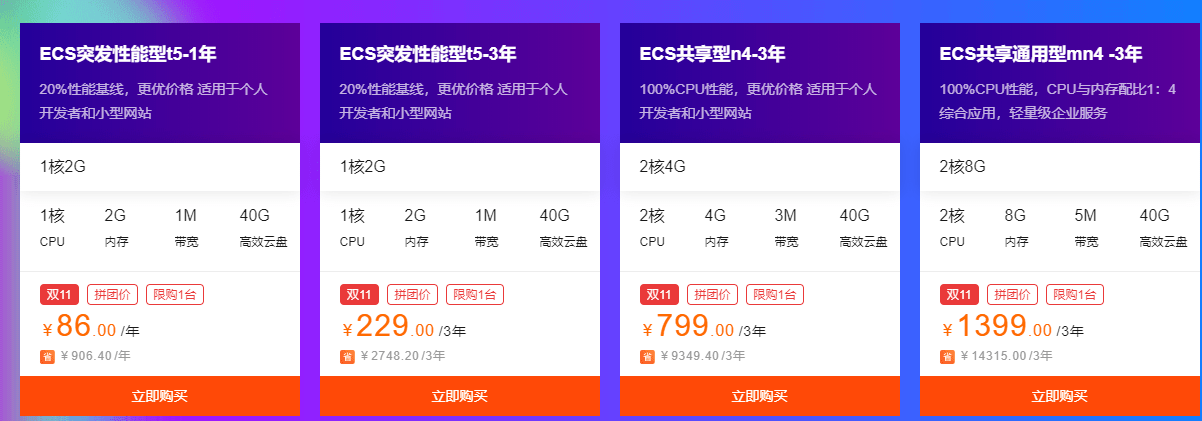 ECS突发性能型t5-1年
20%性能基线，更优价格 适用于个人
开发者和小型网站
1核2G
1核 2G 1M 40G
CPU 内存 带宽 高效云盘
双11 拼团价 限购1台
¥86.00 /年
省 ¥906.40/年
立即购买
ECS突发性能型t5-3年
20%性能基线，更优价格 适用于个人
开发者和小型网站
1核2G
1核 2G 1M 40G
CPU 内存 带宽 高效云盘
双11 拼团价 限购1台
¥229.00 /3年
省 ¥2748.20/3年
立即购买
ECS共享型n4-3年
100%CPU性能，更优价格 适用于个人
开发者和小型网站
2核4G
2核 4G 3M 40G
CPU 内存 带宽 高效云盘
双11 拼团价 限购1台
¥799.00 /3年
省 ¥9349.40/3年
立即购买
ECS共享通用型mn4 -3年
100%CPU性能，CPU与内存配比1：4
综合应用，轻量级企业服务
2核8G
2核 8G 5M 40G
CPU 内存 带宽 高效云盘
双11 拼团价 限购1台
¥1399.00 /3年
省 ¥14315.00/3年
立即购买